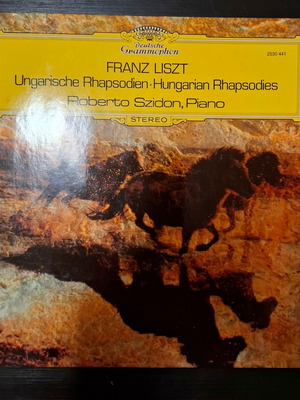 Deutsche
Grammophon
2530 441
FRANZ LISZT
Ungarische Rhapsodien·Hungarian Rhapsodies
Roberto Szidon, Piano
STEREO